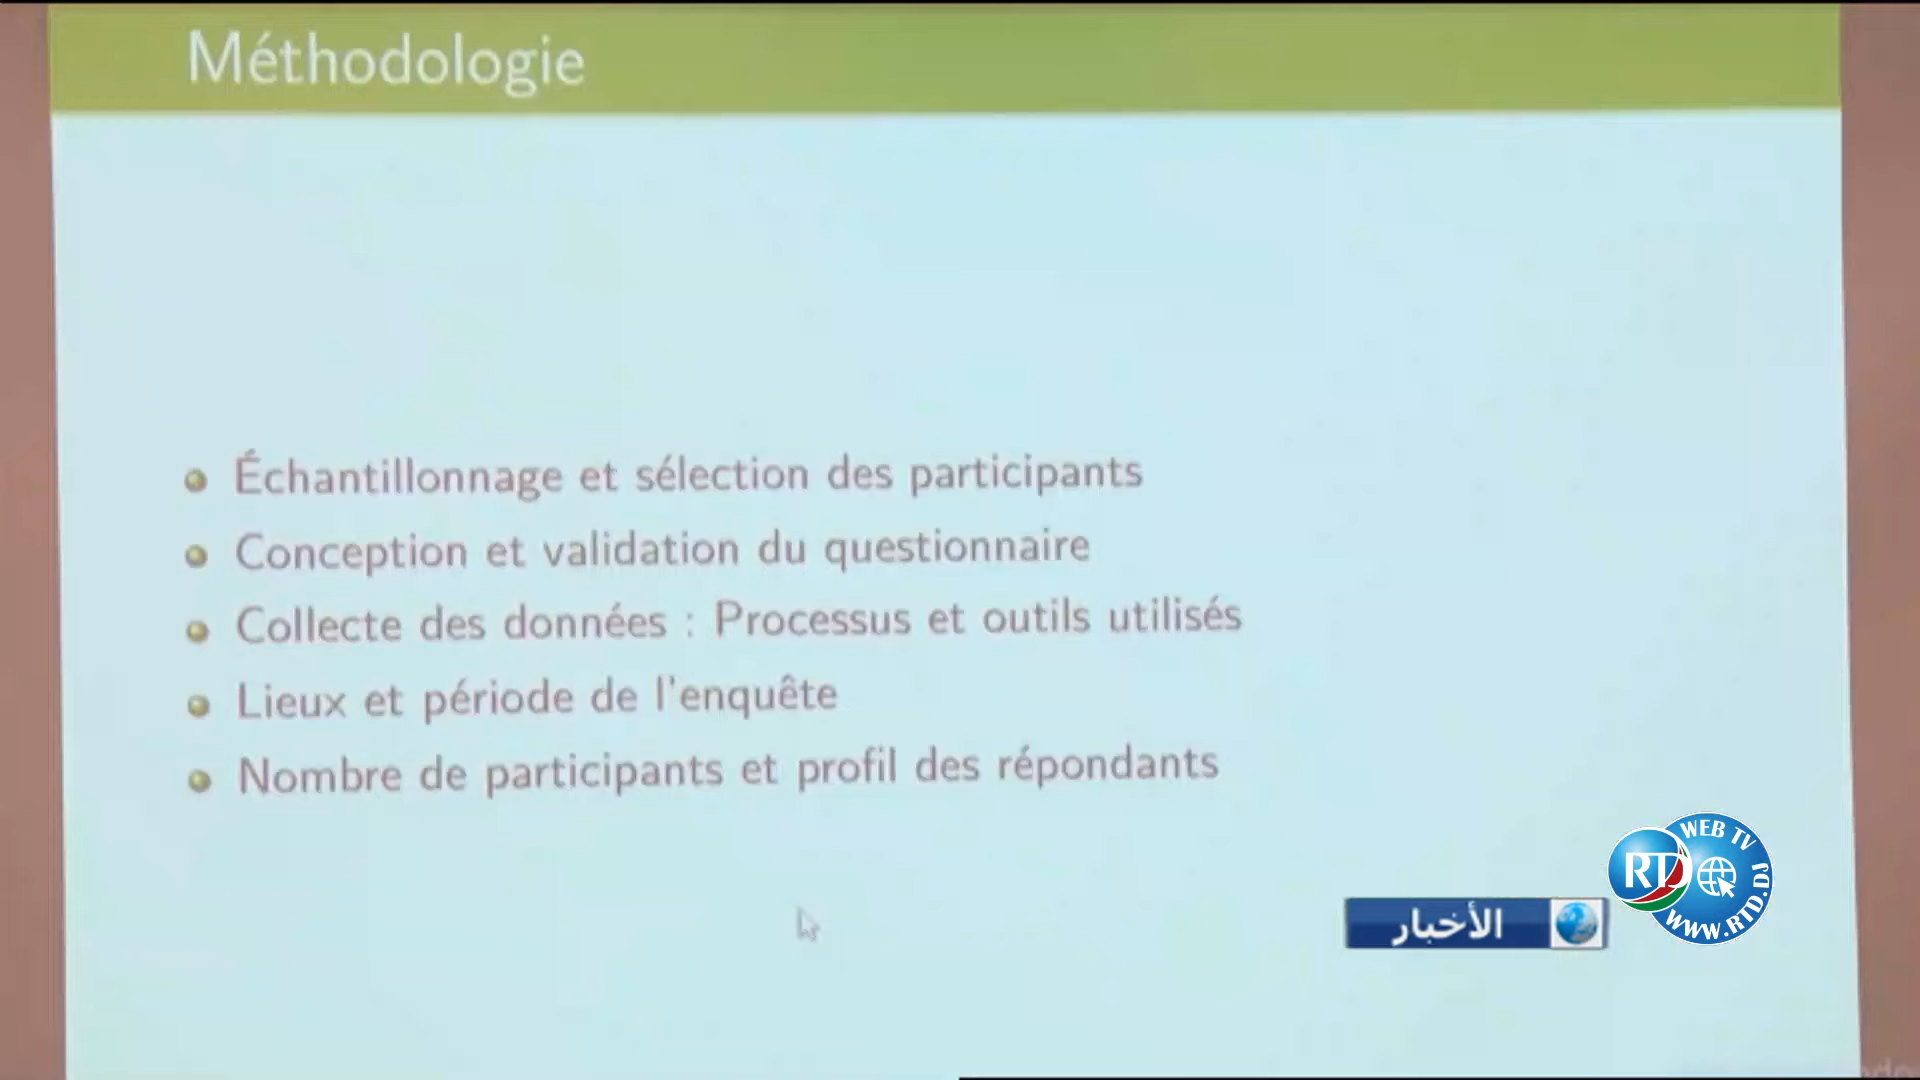 Méthodologie
Échantillonnage et sélection des participants
Conception et validation du questionnaire
Collecte des données : Processus et outils utilisés
Lieux et période de l'enquête
Nombre de participants et profil des répondants
WEB TV
RTD
WWW.RTD.DJ
الأخبار